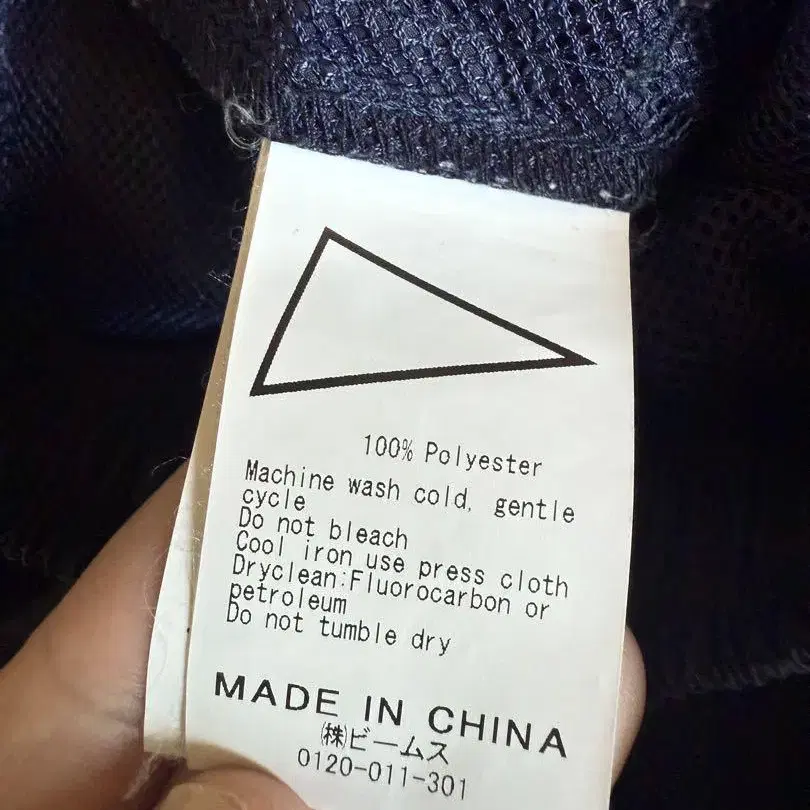 100% Polyester
Machine wash cold, gentle
cycle
Do not bleach
Cool iron use press cloth
Dryclean:Fluorocarbon or
petroleum
Do not tumble dry
MADE IN CHINA
㈱ビームス
0120-011-301